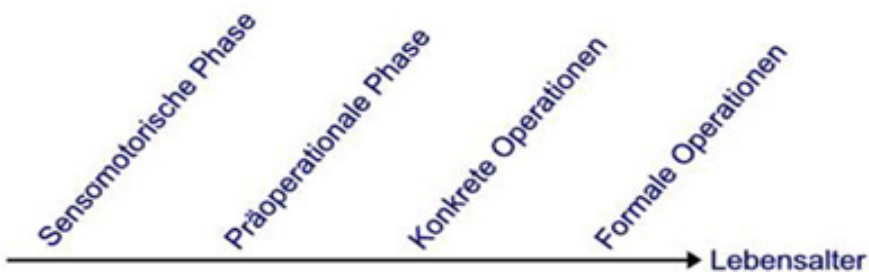 Sensomotorische Phase
Präoperationale Phase
Konkrete Operationen
Formale Operationen
Lebensalter